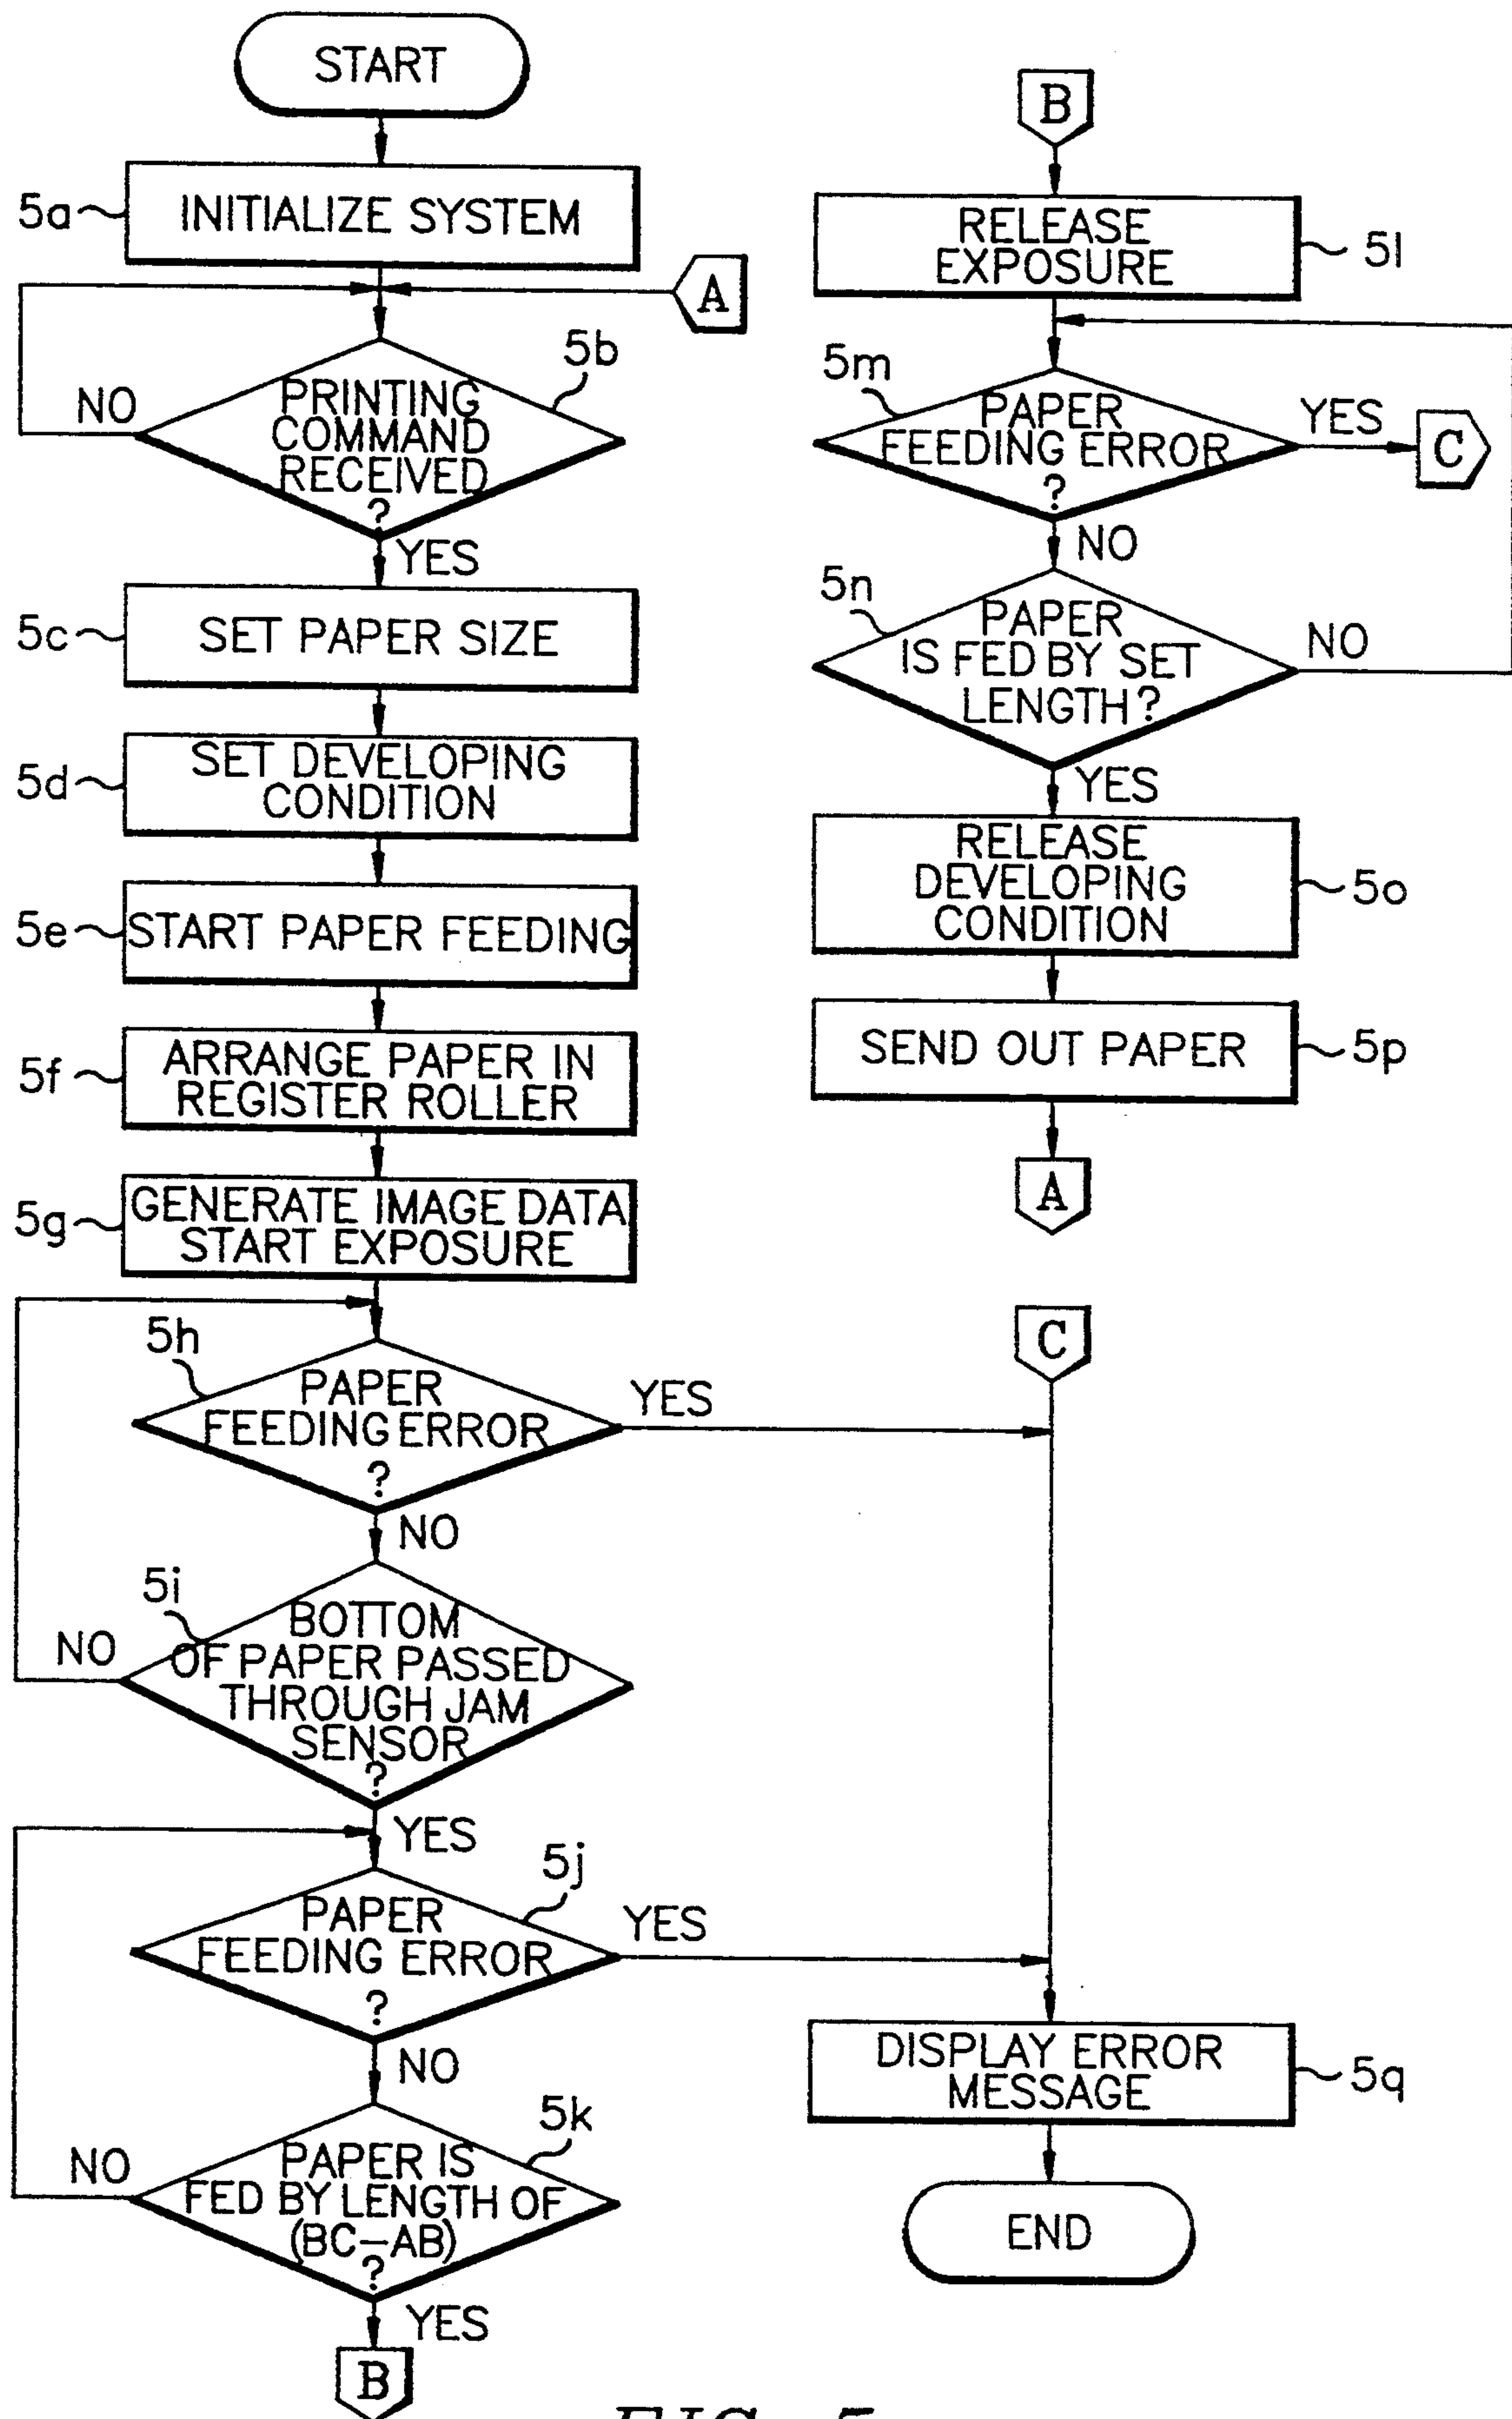 START
5a
INITIALIZE SYSTEM
A
5b
PRINTING
COMMAND
RECEIVED
?
NO
YES
5c
SET PAPER SIZE
5d
SET DEVELOPING
CONDITION
5e
START PAPER FEEDING
5f
ARRANGE PAPER IN
REGISTER ROLLER
5g
GENERATE IMAGE DATA
START EXPOSURE
5h
PAPER
FEEDING ERROR
?
YES
NO
5i
BOTTOM
OF PAPER PASSED
THROUGH JAM
SENSOR
?
NO
YES
5j
PAPER
FEEDING ERROR
?
YES
NO
5k
PAPER IS
FED BY LENGTH OF
(BC-AB)
?
NO
YES
B
B
RELEASE
EXPOSURE
5l
5m
PAPER
FEEDING ERROR
?
YES
C
NO
5n
PAPER
IS FED BY SET
LENGTH?
NO
YES
RELEASE
DEVELOPING
CONDITION
5o
SEND OUT PAPER
5p
A
C
DISPLAY ERROR
MESSAGE
5q
END
FIG. 5